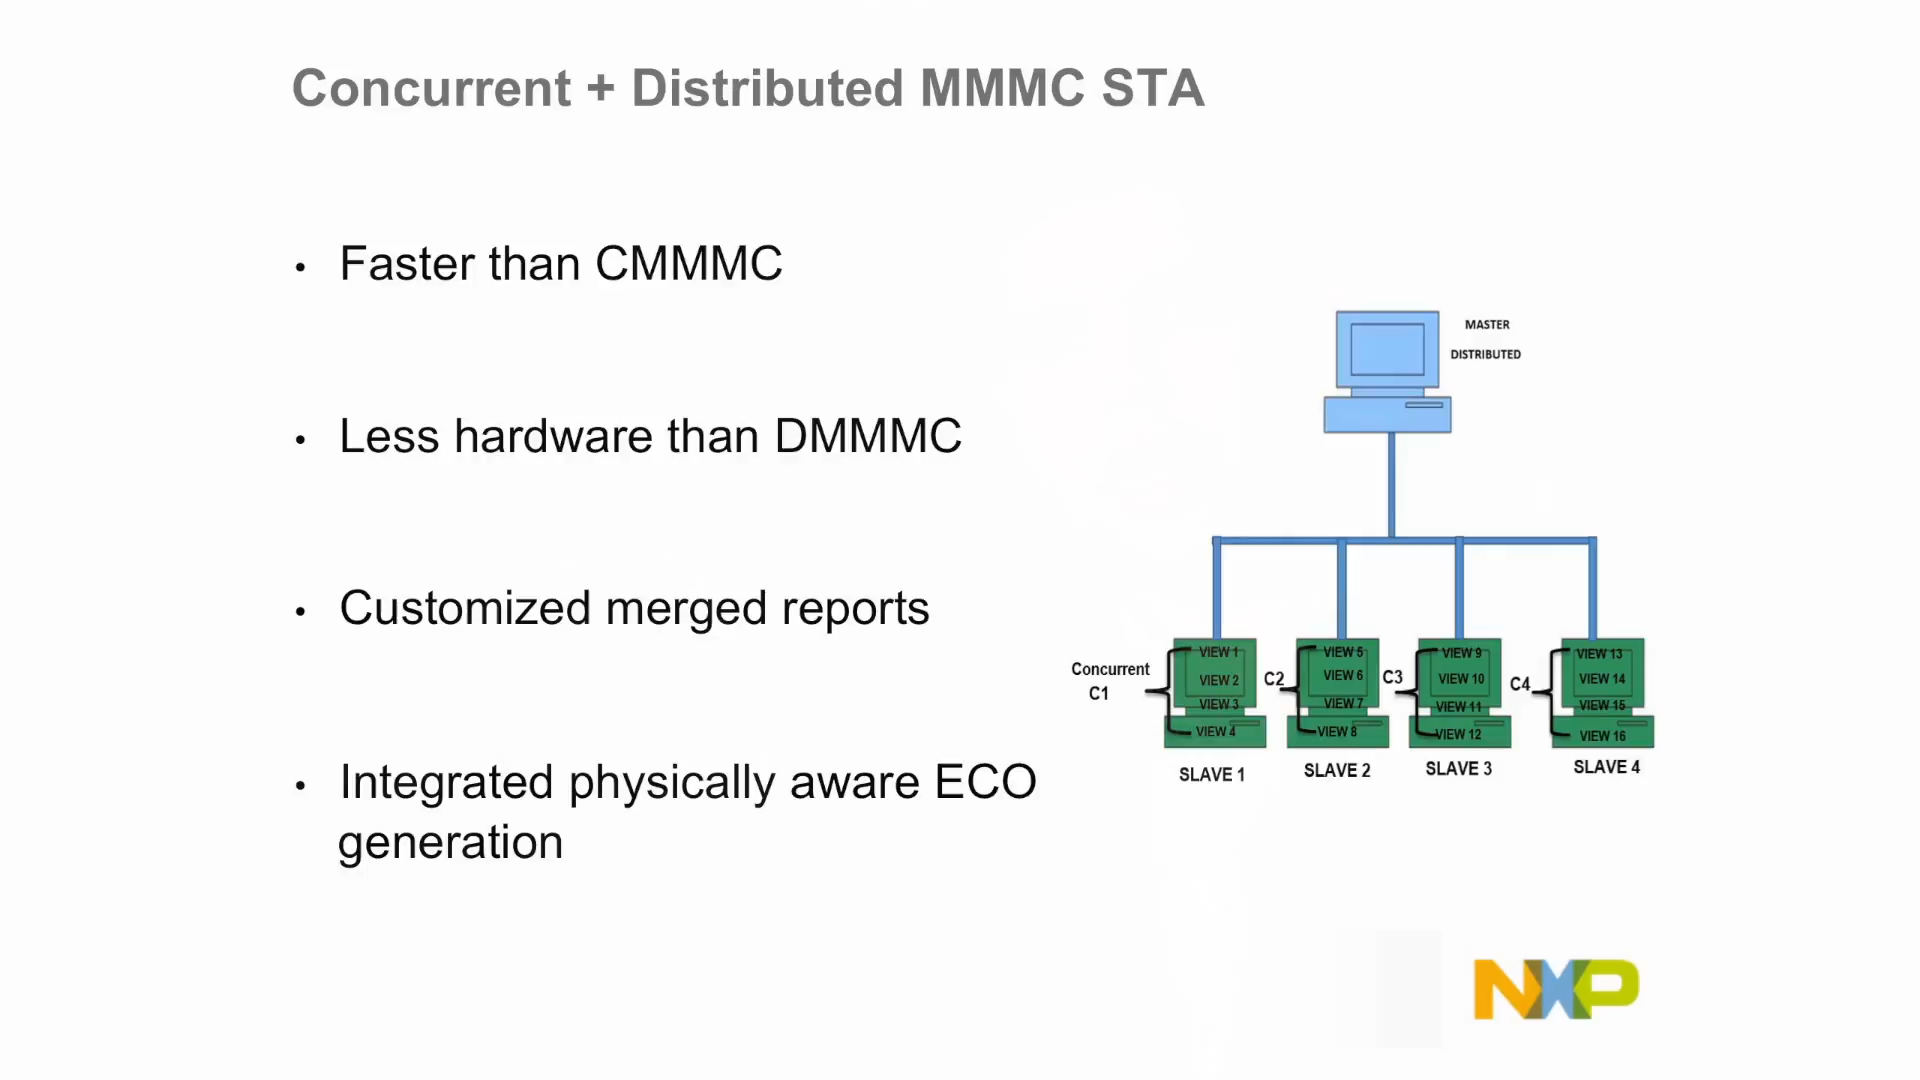 Concurrent + Distributed MMMC STA
• Faster than CMMMC
• Less hardware than DMMMC
• Customized merged reports
• Integrated physically aware ECO
generation
MASTER
DISTRIBUTED
Concurrent
C1
VIEW 1
VIEW 2
VIEW 3
VIEW 4
SLAVE 1
C2
VIEW 5
VIEW 6
VIEW 7
VIEW 8
SLAVE 2
C3
VIEW 9
VIEW 10
VIEW 11
VIEW 12
SLAVE 3
C4
VIEW 13
VIEW 14
VIEW 15
VIEW 16
SLAVE 4
NXP